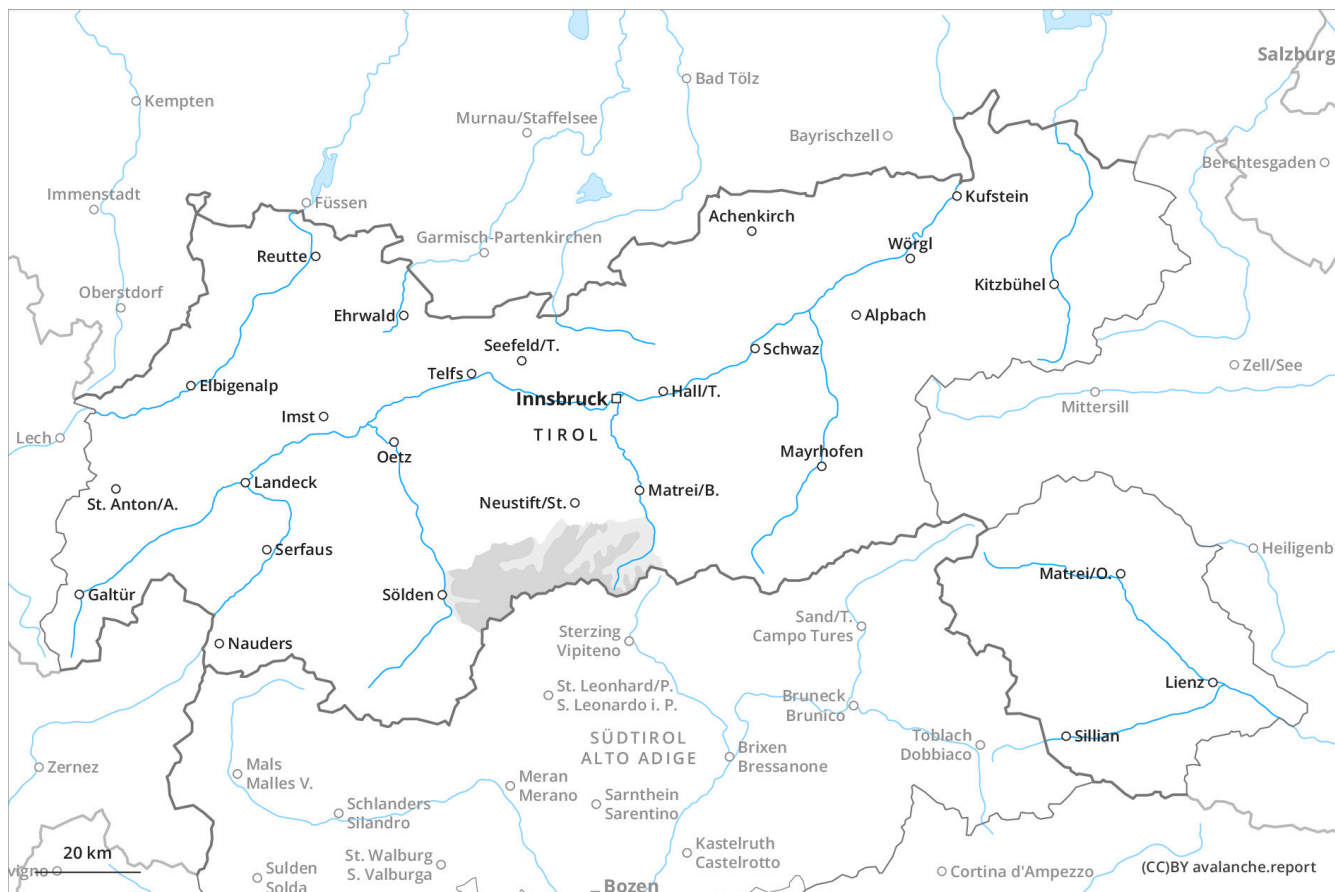 Salzburg
Bad Tölz
Kempten
Murnau/Staffelsee
Bayrischzell
Berchtesgaden
Immenstadt
Füssen
Kufstein
Achenkirch
Garmisch-Partenkirchen
Wörgl
Reutte
Kitzbühel
Oberstdorf
Ehrwald
Alpbach
Seefeld/T.
Schwaz
Zell/See
Telfs
Elbigenalp
Innsbruck
Hall/T.
Mittersill
Imst
TIROL
Lech
Oetz
Mayrhofen
Landeck
St. Anton/A.
Neustift/St.
Matrei/B.
Serfaus
Heiligenb
Matrei/O.
Galtür
Sölden
Sand/T.
Campo Tures
Sterzing
Vipiteno
Nauders
Lienz
St. Leonhard/P.
S. Leonardo i. P.
Bruneck
Brunico
SÜDTIROL
ALTO ADIGE
Sillian
Toblach
Dobbiaco
Brixen
Bressanone
Zernez
Mals
Malles V.
Meran
Merano
Schlanders
Silandro
Sarnthein
Sarentino
Kastelruth
Castelrotto
20 km
St. Walburg
S. Valburga
vigno
Sulden
Solda
Cortina d'Ampezzo
(CC)BY avalanche.report
Bozen